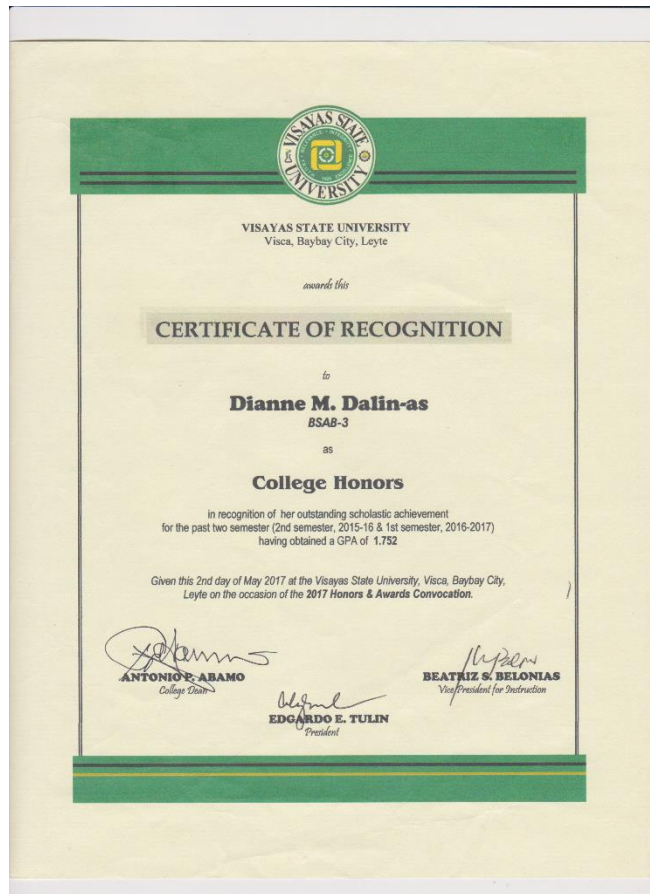 VISAYAS STATE UNIVERSITY
VISAYAS STATE UNIVERSITY
Visca, Baybay City, Leyte
awards this
CERTIFICATE OF RECOGNITION
to
Dianne M. Dalin-as
BSAB-3
as
College Honors
in recognition of her outstanding scholastic achievement
for the past two semester (2nd semester, 2015-16 & 1st semester, 2016-2017)
having obtained a GPA of 1.752
Given this 2nd day of May 2017 at the Visayas State University, Visca, Baybay City,
Leyte on the occasion of the 2017 Honors & Awards Convocation.
ANTONIO P. ABAMO
College Dean
BEATRIZ S. BELONIAS
Vice President for Instruction
EDGARDO E. TULIN
President